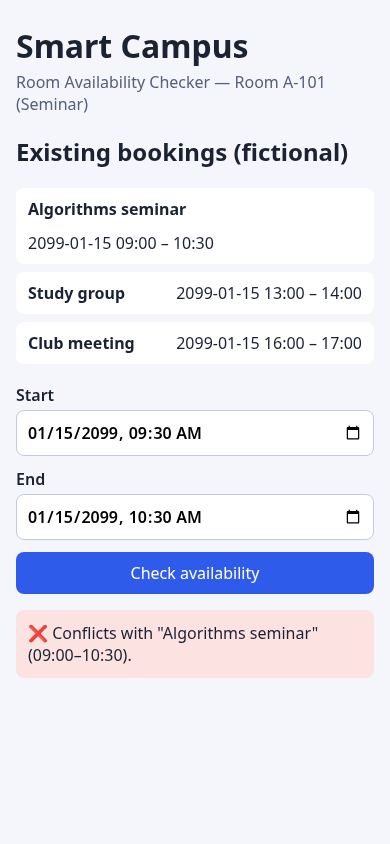 Smart Campus
Room Availability Checker — Room A-101
(Seminar)
Existing bookings (fictional)
Algorithms seminar
2099-01-15 09:00 – 10:30
Study group 2099-01-15 13:00 – 14:00
Club meeting 2099-01-15 16:00 – 17:00
Start
01/15/2099, 09:30 AM
End
01/15/2099, 10:30 AM
Check availability
❌ Conflicts with "Algorithms seminar"
(09:00–10:30).